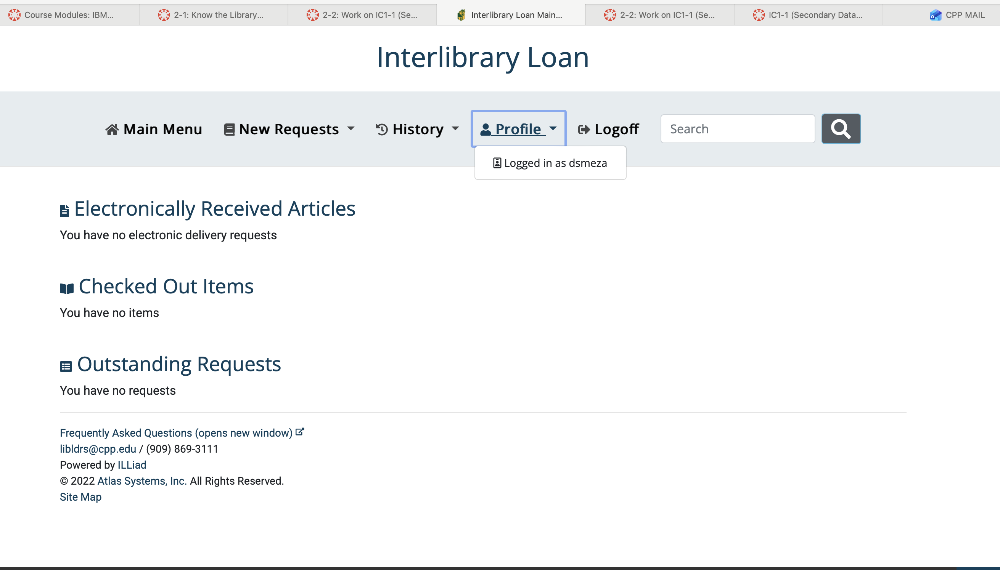 Course Modules: IBM...
2-1: Know the Library...
2-2: Work on IC1-1 (Se...
Interlibrary Loan Main...
2-2: Work on IC1-1 (Se...
IC1-1 (Secondary Data...
CPP MAIL
Interlibrary Loan
Main Menu
New Requests
History
Profile
Logoff
Search
Logged in as dsmeza
Electronically Received Articles
You have no electronic delivery requests
Checked Out Items
You have no items
Outstanding Requests
You have no requests
Frequently Asked Questions (opens new window)
libldrs@cpp.edu / (909) 869-3111
Powered by ILLiad
© 2022 Atlas Systems, Inc. All Rights Reserved.
Site Map